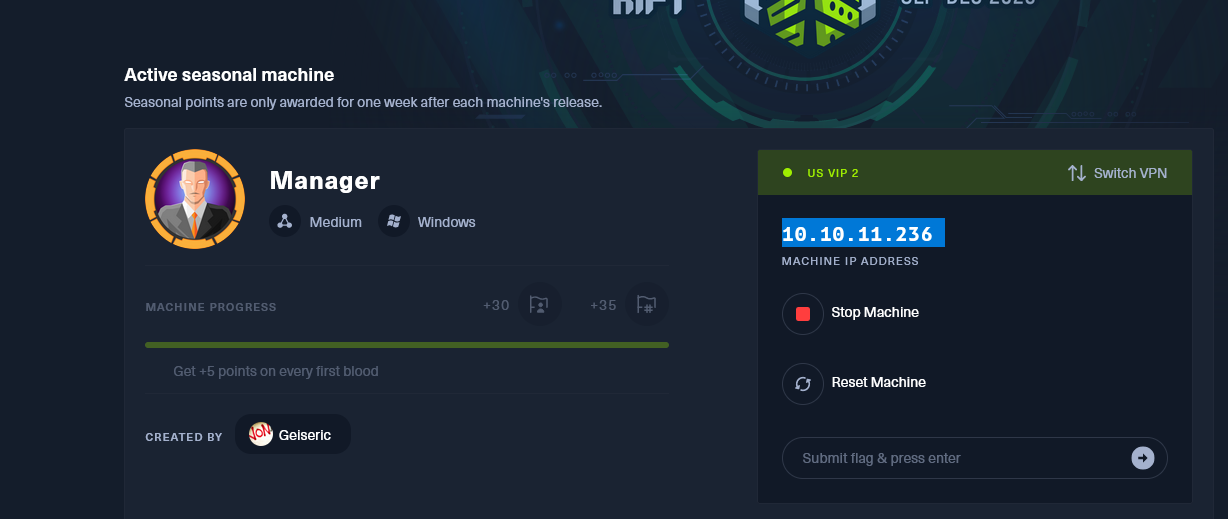 Active seasonal machine
Seasonal points are only awarded for one week after each machine's release.
Manager
Medium
Windows
MACHINE PROGRESS
+30
+35
Get +5 points on every first blood
CREATED BY
Geiseric
US VIP 2
Switch VPN
10.10.11.236
MACHINE IP ADDRESS
Stop Machine
Reset Machine
Submit flag & press enter